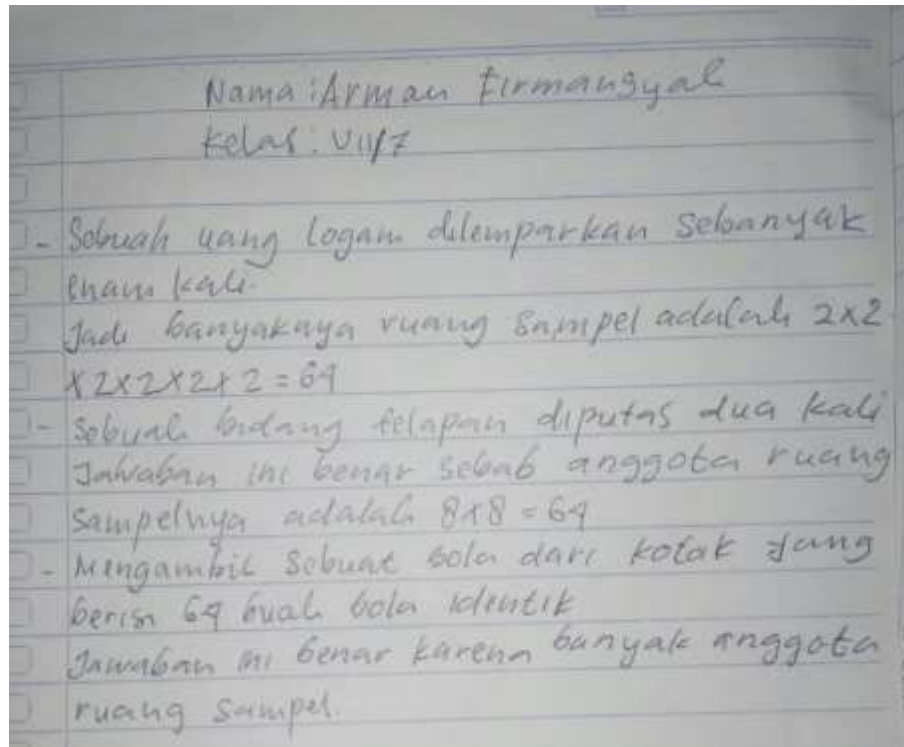 Nama : Arman Firmansyah
Kelas : VII/7
- Sebuah uang logam dilemparkan sebanyak
enam kali.
Jadi banyaknya ruang sampel adalah 2x2
x2x2x2x2 = 64
- Sebuah bidang delapan diputas dua kali
Jawaban ini benar sebab anggota ruang
sampelnya adalah 8x8 = 64
- Mengambil sebuat bola dari kotak yang
berisi 64 buah bola identik
Jawaban ini benar karena banyak anggota
ruang sampel.